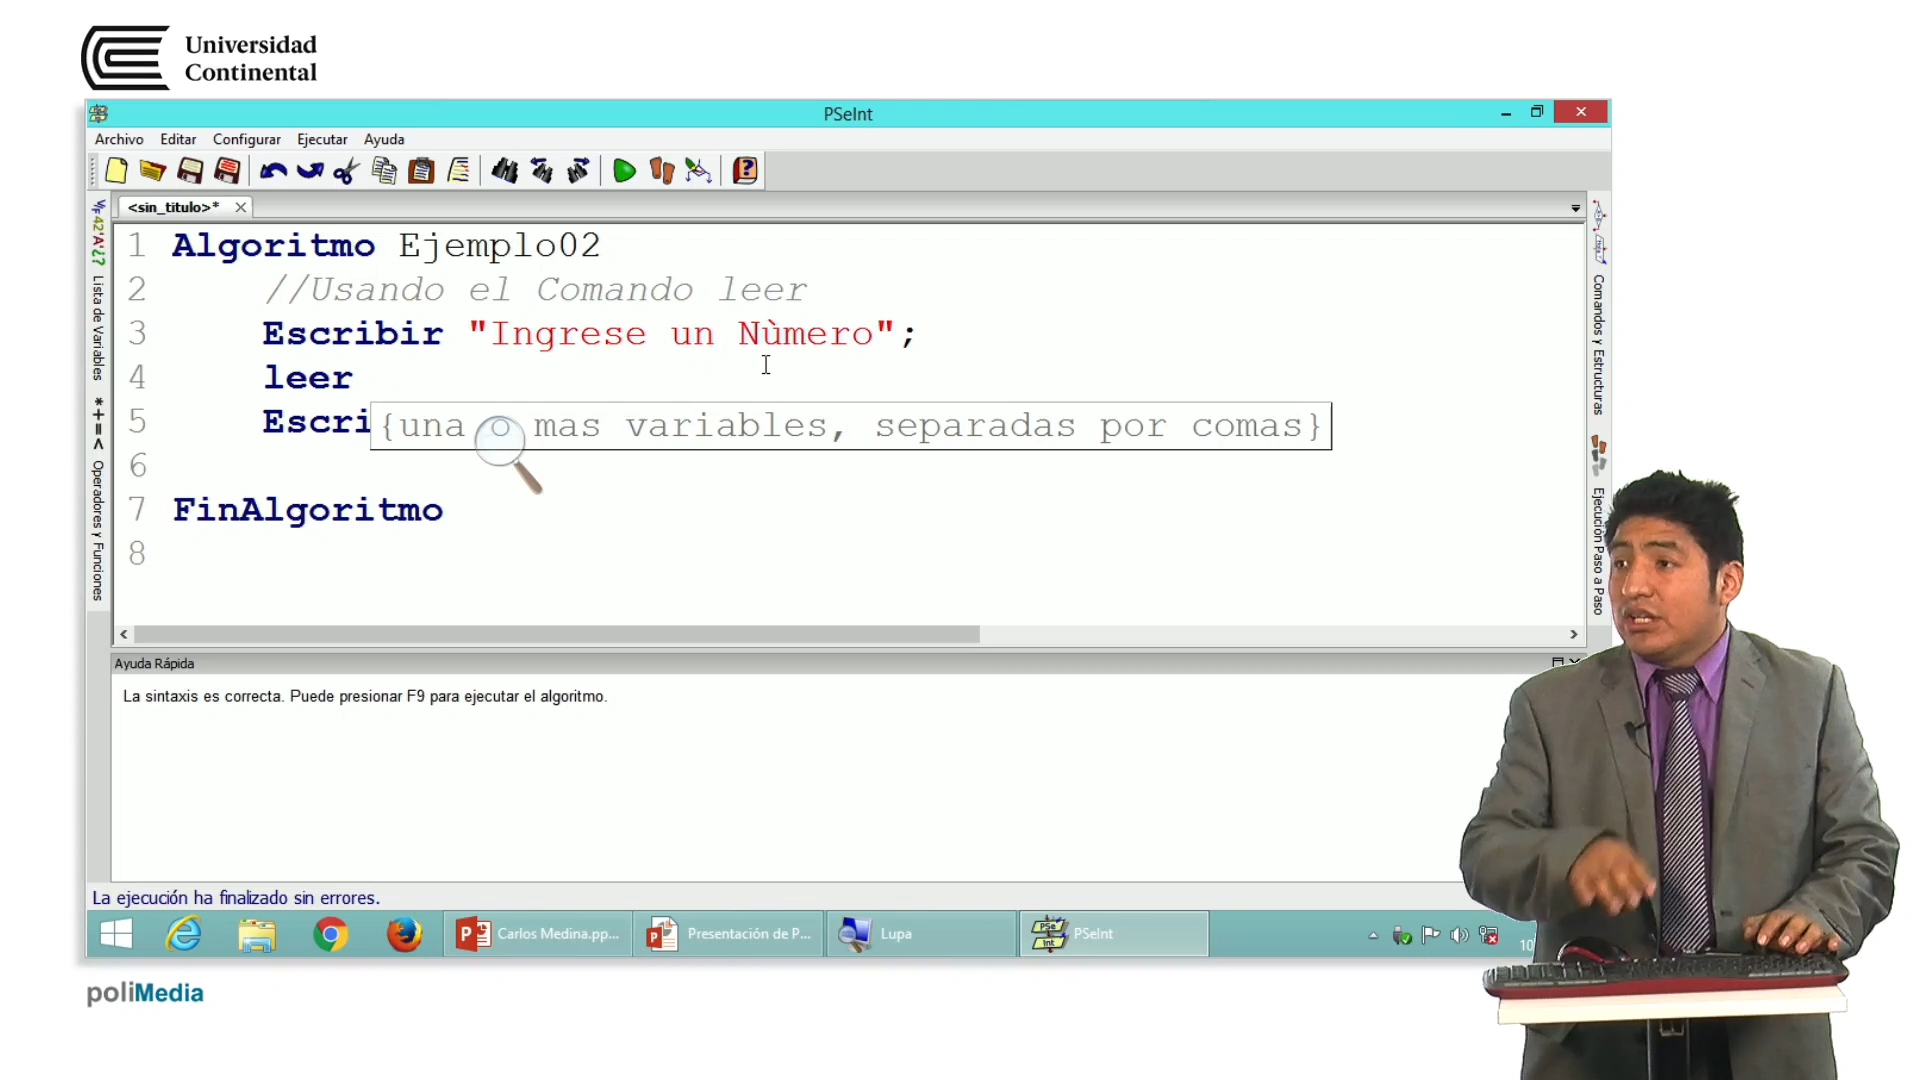 Universidad
Continental
PSeInt
Archivo Editar Configurar Ejecutar Ayuda
<sin_titulo>*
1 Algoritmo Ejemplo02
2 //Usando el Comando leer
3 Escribir "Ingrese un Nùmero";
4 leer
5 Escri
{una o mas variables, separadas por comas}
6
7 FinAlgoritmo
8
Lista de Variables
Operadores y Funciones
Comandos y Estructuras
Ejecución Paso a Paso
Ayuda Rápida
La sintaxis es correcta. Puede presionar F9 para ejecutar el algoritmo.
La ejecución ha finalizado sin errores.
Carlos Medina.pp...
Presentación de P...
Lupa
PSeInt
10
poliMedia